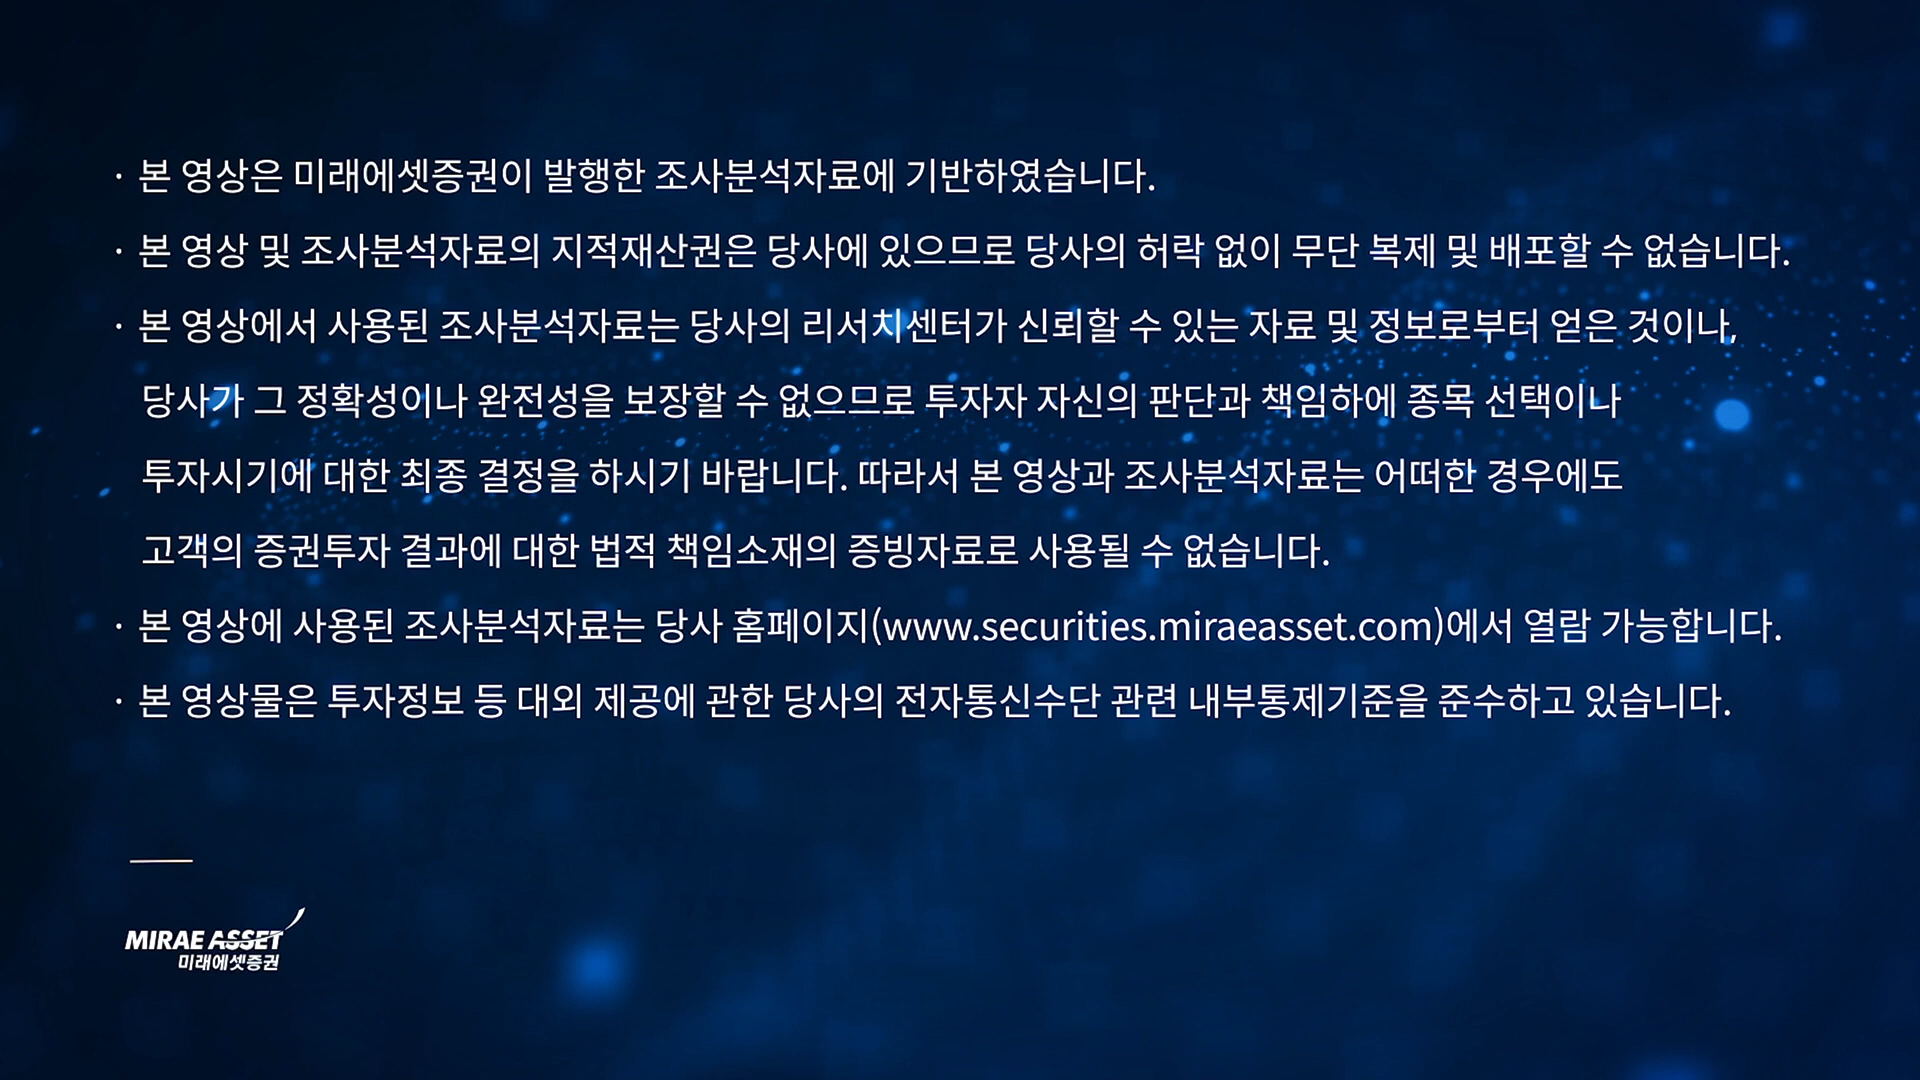 · 본 영상은 미래에셋증권이 발행한 조사분석자료에 기반하였습니다.
· 본 영상 및 조사분석자료의 지적재산권은 당사에 있으므로 당사의 허락 없이 무단 복제 및 배포할 수 없습니다.
· 본 영상에서 사용된 조사분석자료는 당사의 리서치센터가 신뢰할 수 있는 자료 및 정보로부터 얻은 것이나,
당사가 그 정확성이나 완전성을 보장할 수 없으므로 투자자 자신의 판단과 책임하에 종목 선택이나
투자시기에 대한 최종 결정을 하시기 바랍니다. 따라서 본 영상과 조사분석자료는 어떠한 경우에도
고객의 증권투자 결과에 대한 법적 책임소재의 증빙자료로 사용될 수 없습니다.
· 본 영상에 사용된 조사분석자료는 당사 홈페이지(www.securities.miraeasset.com)에서 열람 가능합니다.
· 본 영상물은 투자정보 등 대외 제공에 관한 당사의 전자통신수단 관련 내부통제기준을 준수하고 있습니다.
MIRAE ASSET
미래에셋증권